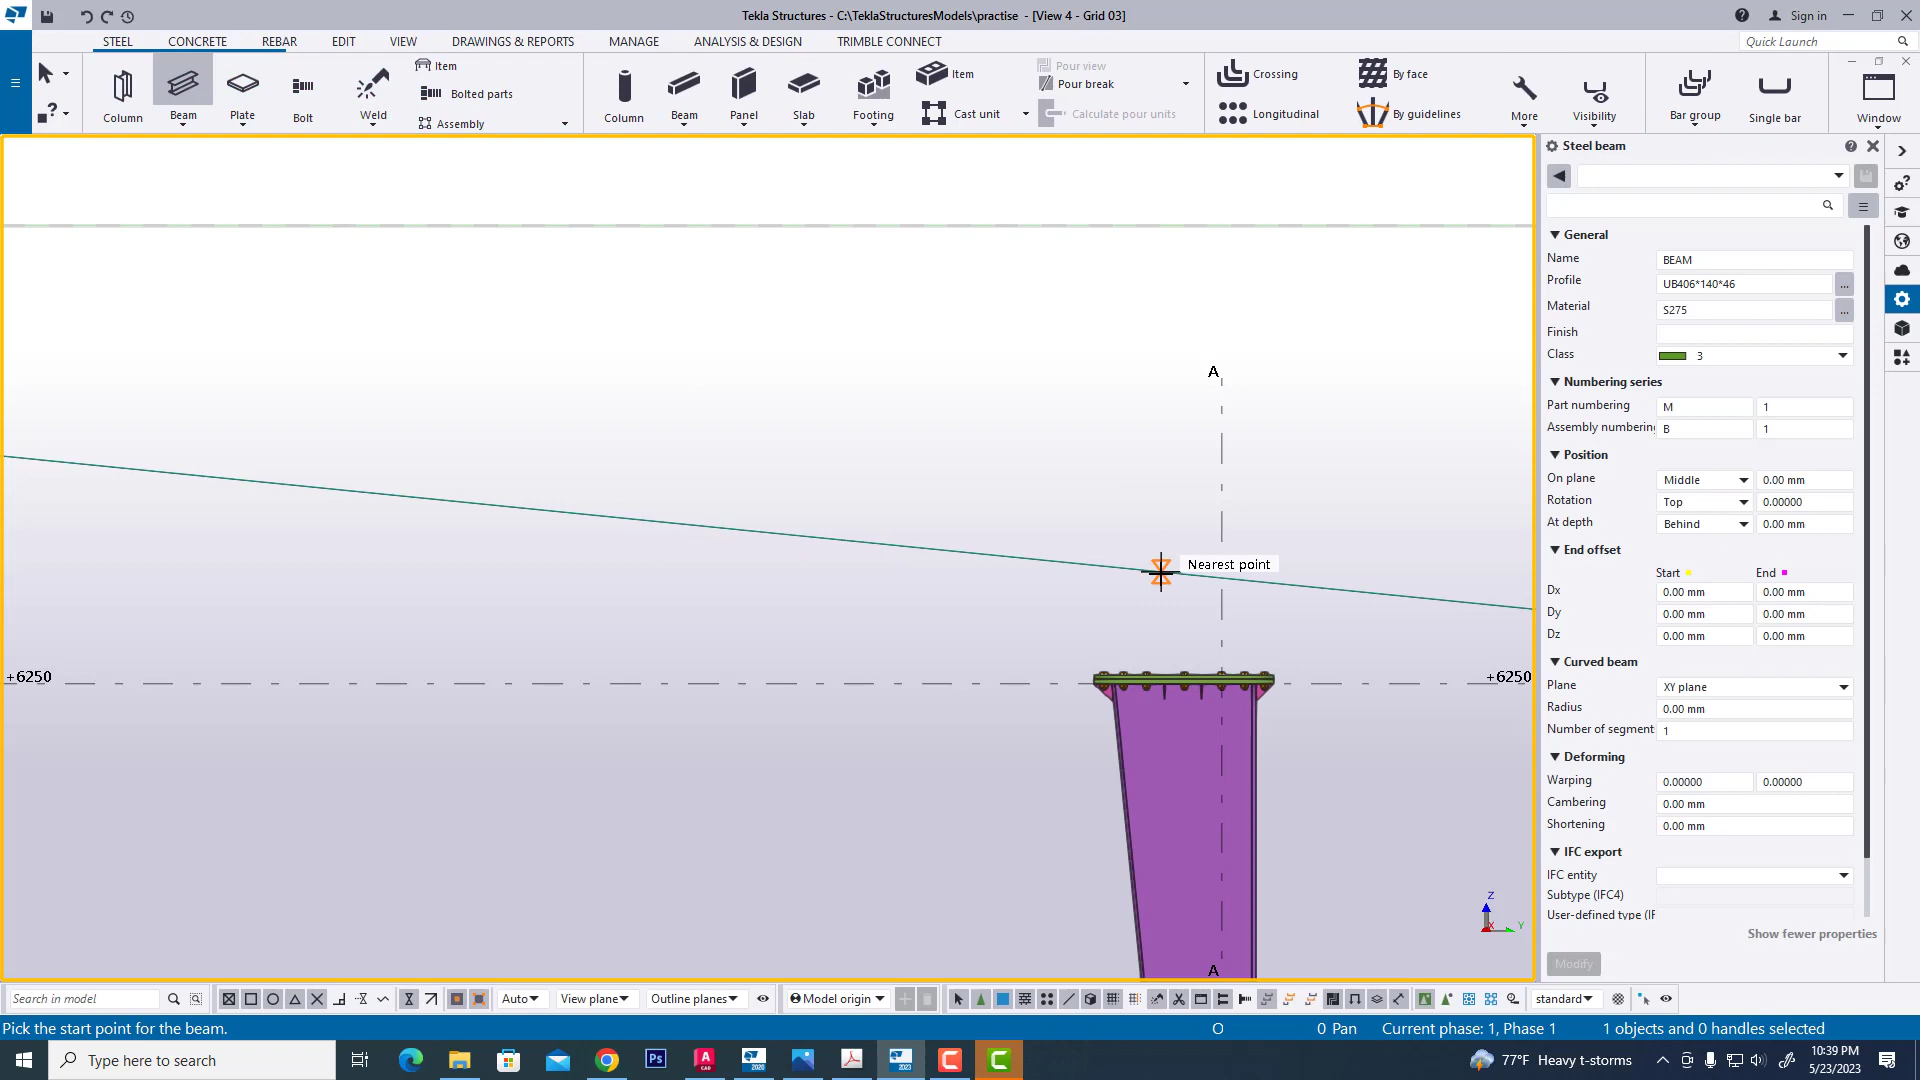 Tekla Structures - C:\TeklaStructuresModels\practise - [View 4 - Grid 03]
Sign in
STEEL CONCRETE REBAR EDIT VIEW DRAWINGS & REPORTS MANAGE ANALYSIS & DESIGN TRIMBLE CONNECT
Quick Launch
Column Beam Plate Bolt Weld
Item
Bolted parts
Assembly
Column Beam Panel Slab Footing
Item
Cast unit
Pour view
Pour break
Calculate pour units
Crossing
Longitudinal
By face
By guidelines
More Visibility Bar group Single bar Window
Steel beam
General
Name BEAM
Profile UB406*140*46 ...
Material S275 ...
Finish
Class 3
Numbering series
Part numbering M 1
Assembly numbering B 1
Position
On plane Middle 0.00 mm
Rotation Top 0.00000
At depth Behind 0.00 mm
End offset
Start End
Dx 0.00 mm 0.00 mm
Dy 0.00 mm 0.00 mm
Dz 0.00 mm 0.00 mm
Curved beam
Plane XY plane
Radius 0.00 mm
Number of segment 1
Deforming
Warping 0.00000 0.00000
Cambering 0.00 mm
Shortening 0.00 mm
IFC export
IFC entity
Subtype (IFC4)
User-defined type (IF
Show fewer properties
Modify
A
Nearest point
+6250 +6250
Z
X Y
A
Search in model Auto View plane Outline planes Model origin standard
Pick the start point for the beam. O 0 Pan Current phase: 1, Phase 1 1 objects and 0 handles selected
Type here to search
Ps
A
CAD
2020
2023
C
C
77°F Heavy t-storms
10:39 PM
5/23/2023